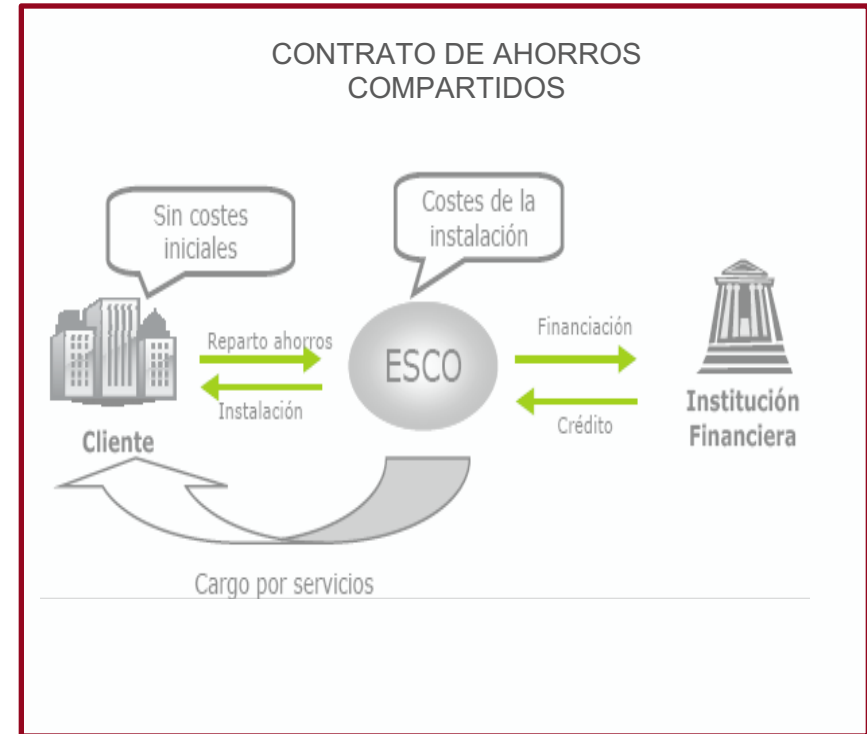 CONTRATO DE AHORROS
COMPARTIDOS
Sin costes
iniciales
Costes de la
instalación
Reparto ahorros
Instalación
ESCO
Financiación
Crédito
Cliente
Institución
Financiera
Cargo por servicios